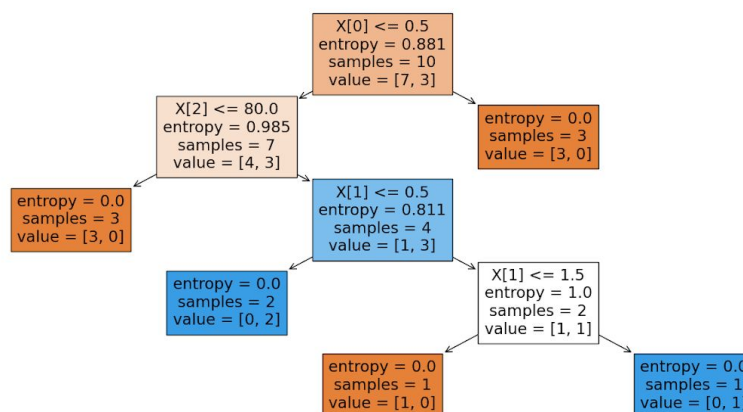 X[0] <= 0.5
entropy = 0.881
samples = 10
value = [7, 3]
X[2] <= 80.0
entropy = 0.985
samples = 7
value = [4, 3]
entropy = 0.0
samples = 3
value = [3, 0]
entropy = 0.0
samples = 3
value = [3, 0]
X[1] <= 0.5
entropy = 0.811
samples = 4
value = [1, 3]
entropy = 0.0
samples = 2
value = [0, 2]
X[1] <= 1.5
entropy = 1.0
samples = 2
value = [1, 1]
entropy = 0.0
samples = 1
value = [1, 0]
entropy = 0.0
samples = 1
value = [0, 1